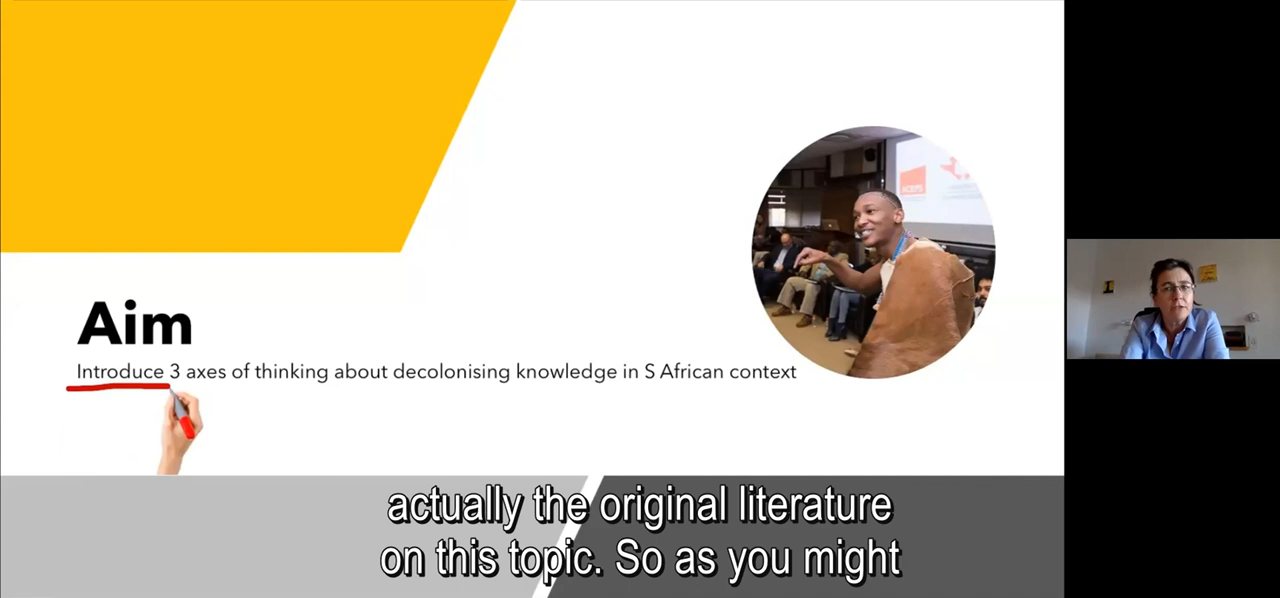 Aim
Introduce 3 axes of thinking about decolonising knowledge in S African context
actually the original literature
on this topic. So as you might